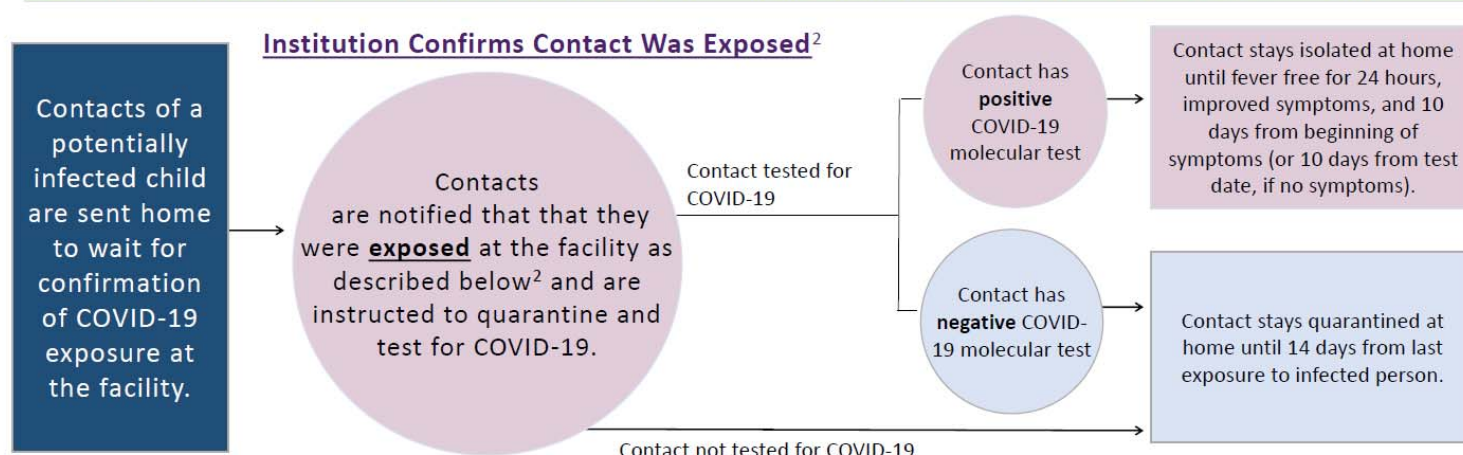 Institution Confirms Contact Was Exposed2
Contacts of a
potentially
infected child
are sent home
to wait for
confirmation
of COVID-19
exposure at
the facility.
Contacts
are notified that that they
were exposed at the facility as
described below2 and are
instructed to quarantine and
test for COVID-19.
Contact tested for
COVID-19
Contact has
positive
COVID-19
molecular test
Contact stays isolated at home
until fever free for 24 hours,
improved symptoms, and 10
days from beginning of
symptoms (or 10 days from test
date, if no symptoms).
Contact has
negative COVID-
19 molecular test
Contact stays quarantined at
home until 14 days from last
exposure to infected person.
Contact not tested for COVID-19